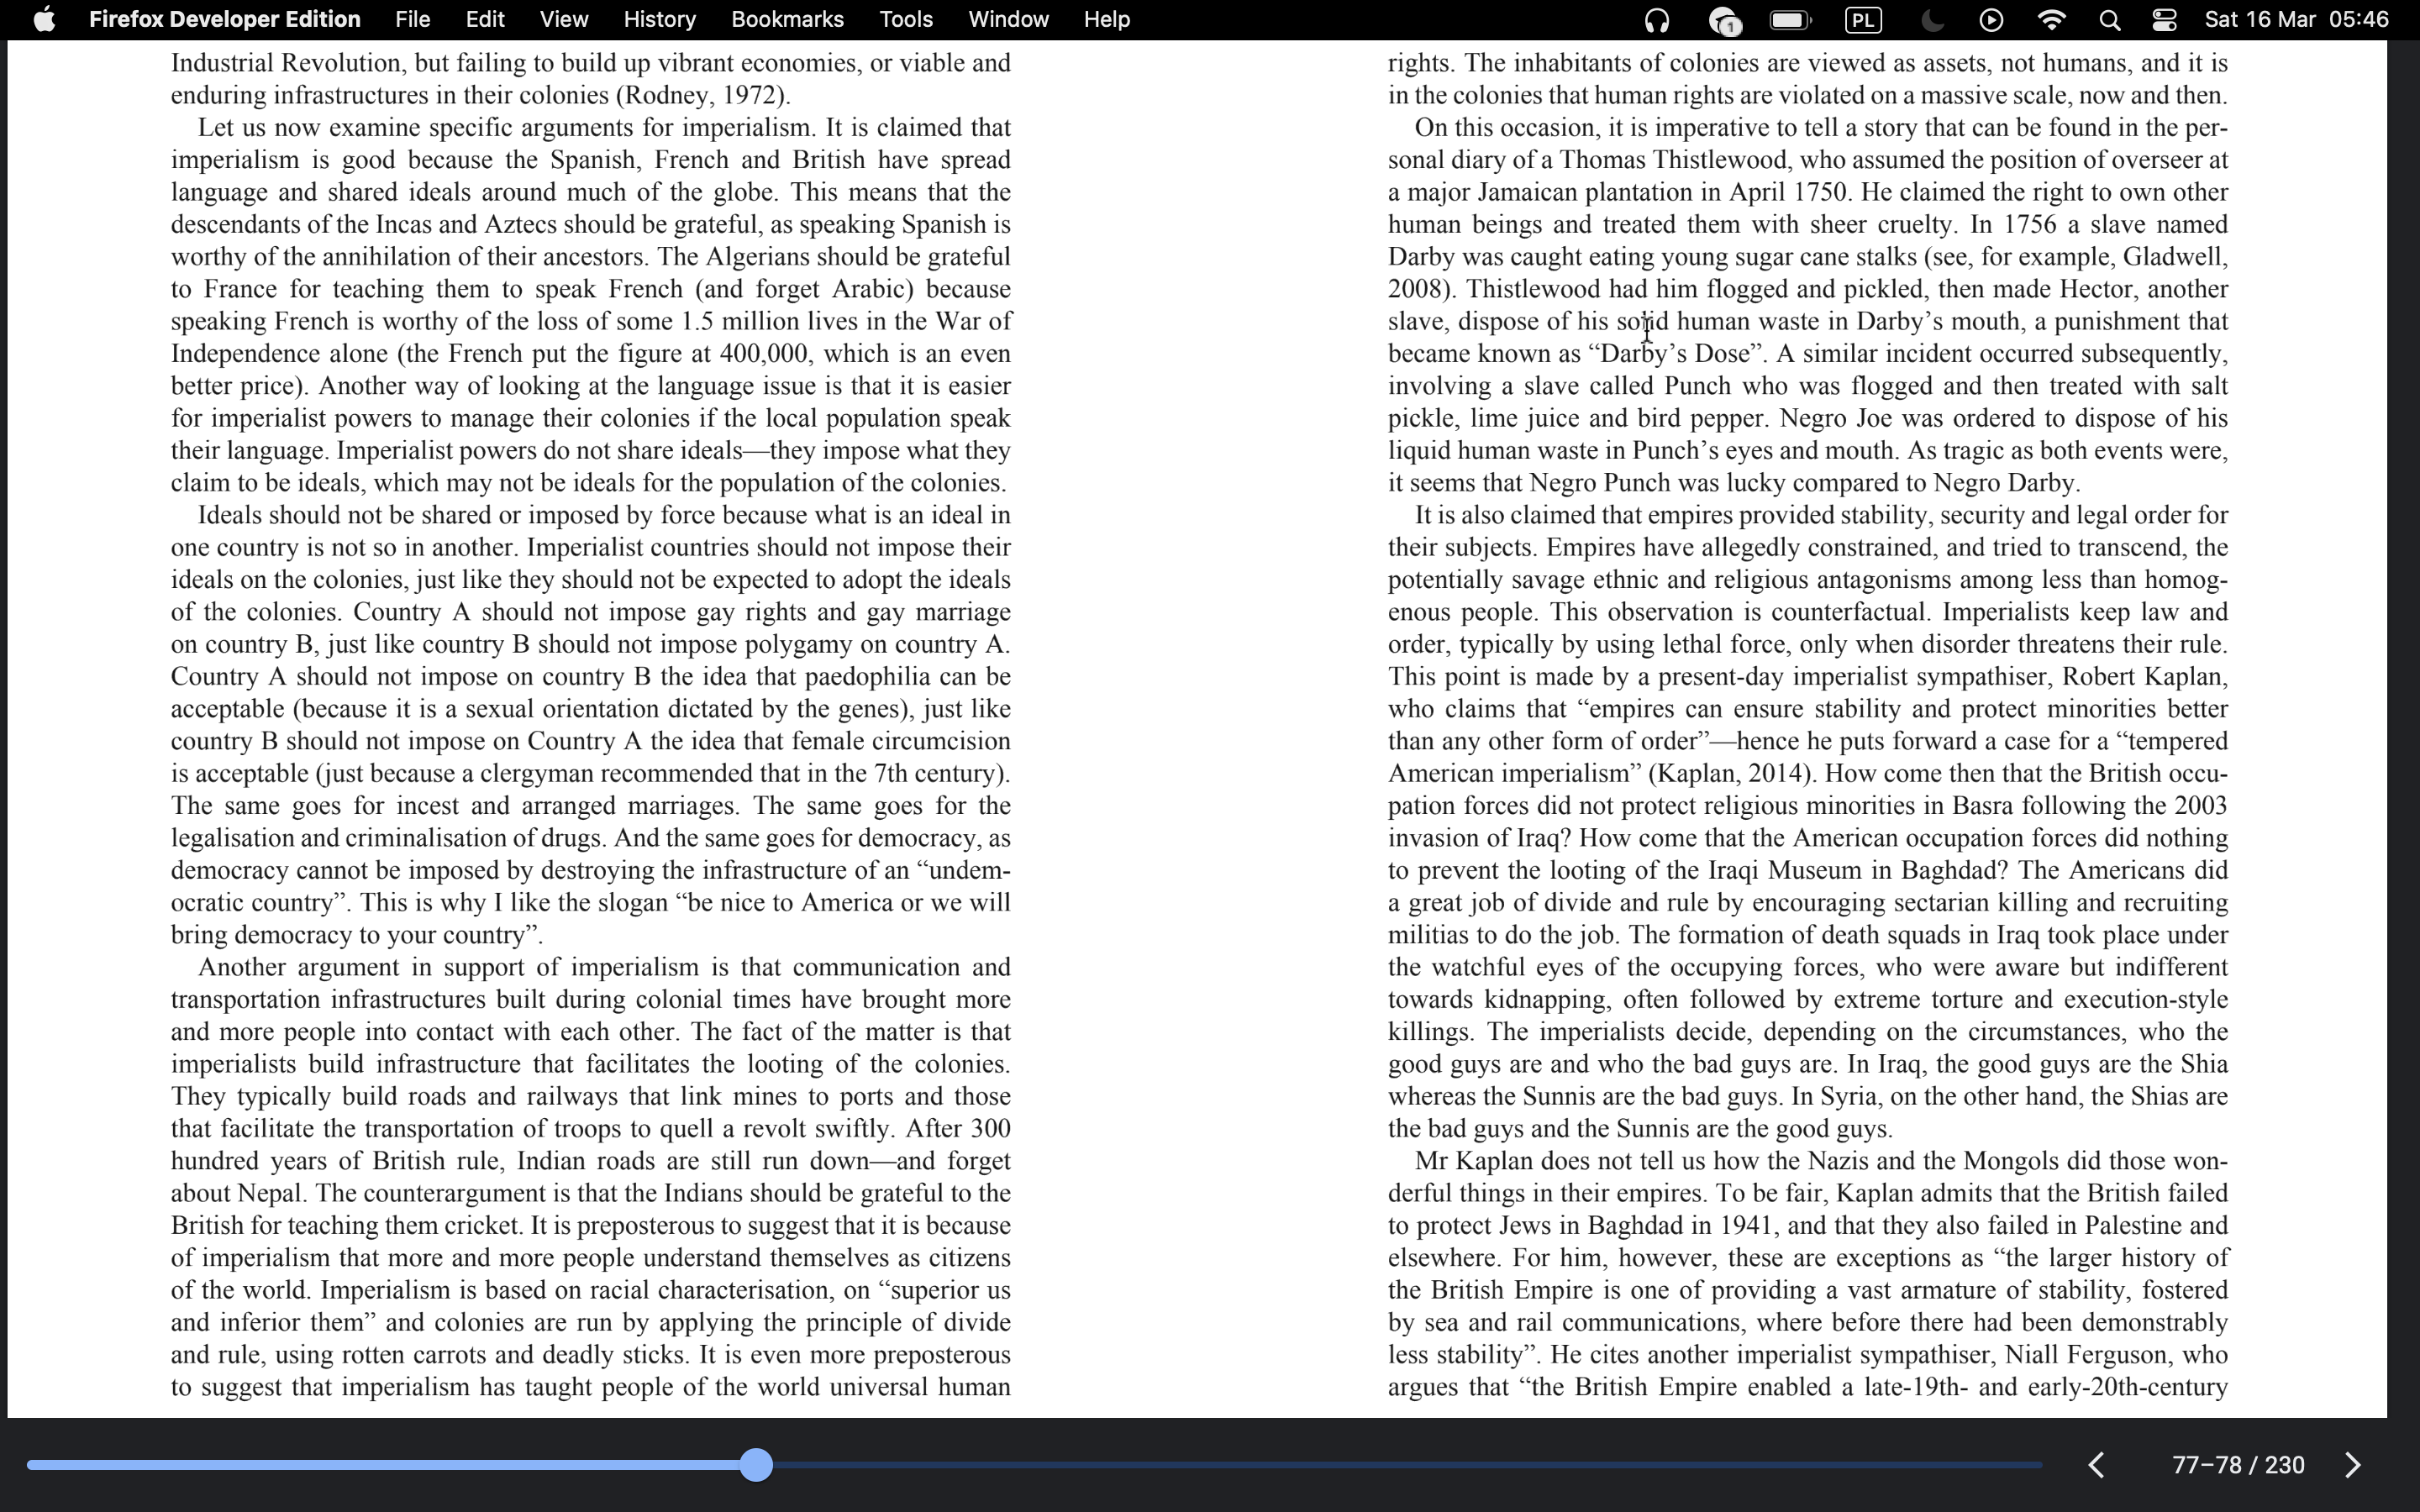 Firefox Developer Edition File Edit View History Bookmarks Tools Window Help 1 PL Sat 16 Mar 05:46
Industrial Revolution, but failing to build up vibrant economies, or viable and
enduring infrastructures in their colonies (Rodney, 1972).
Let us now examine specific arguments for imperialism. It is claimed that
imperialism is good because the Spanish, French and British have spread
language and shared ideals around much of the globe. This means that the
descendants of the Incas and Aztecs should be grateful, as speaking Spanish is
worthy of the annihilation of their ancestors. The Algerians should be grateful
to France for teaching them to speak French (and forget Arabic) because
speaking French is worthy of the loss of some 1.5 million lives in the War of
Independence alone (the French put the figure at 400,000, which is an even
better price). Another way of looking at the language issue is that it is easier
for imperialist powers to manage their colonies if the local population speak
their language. Imperialist powers do not share ideals—they impose what they
claim to be ideals, which may not be ideals for the population of the colonies.
Ideals should not be shared or imposed by force because what is an ideal in
one country is not so in another. Imperialist countries should not impose their
ideals on the colonies, just like they should not be expected to adopt the ideals
of the colonies. Country A should not impose gay rights and gay marriage
on country B, just like country B should not impose polygamy on country A.
Country A should not impose on country B the idea that paedophilia can be
acceptable (because it is a sexual orientation dictated by the genes), just like
country B should not impose on Country A the idea that female circumcision
is acceptable (just because a clergyman recommended that in the 7th century).
The same goes for incest and arranged marriages. The same goes for the
legalisation and criminalisation of drugs. And the same goes for democracy, as
democracy cannot be imposed by destroying the infrastructure of an “undem-
ocratic country”. This is why I like the slogan “be nice to America or we will
bring democracy to your country”.
Another argument in support of imperialism is that communication and
transportation infrastructures built during colonial times have brought more
and more people into contact with each other. The fact of the matter is that
imperialists build infrastructure that facilitates the looting of the colonies.
They typically build roads and railways that link mines to ports and those
that facilitate the transportation of troops to quell a revolt swiftly. After 300
hundred years of British rule, Indian roads are still run down—and forget
about Nepal. The counterargument is that the Indians should be grateful to the
British for teaching them cricket. It is preposterous to suggest that it is because
of imperialism that more and more people understand themselves as citizens
of the world. Imperialism is based on racial characterisation, on “superior us
and inferior them” and colonies are run by applying the principle of divide
and rule, using rotten carrots and deadly sticks. It is even more preposterous
to suggest that imperialism has taught people of the world universal human
rights. The inhabitants of colonies are viewed as assets, not humans, and it is
in the colonies that human rights are violated on a massive scale, now and then.
On this occasion, it is imperative to tell a story that can be found in the per-
sonal diary of a Thomas Thistlewood, who assumed the position of overseer at
a major Jamaican plantation in April 1750. He claimed the right to own other
human beings and treated them with sheer cruelty. In 1756 a slave named
Darby was caught eating young sugar cane stalks (see, for example, Gladwell,
2008). Thistlewood had him flogged and pickled, then made Hector, another
slave, dispose of his solid human waste in Darby’s mouth, a punishment that
became known as “Darby’s Dose”. A similar incident occurred subsequently,
involving a slave called Punch who was flogged and then treated with salt
pickle, lime juice and bird pepper. Negro Joe was ordered to dispose of his
liquid human waste in Punch’s eyes and mouth. As tragic as both events were,
it seems that Negro Punch was lucky compared to Negro Darby.
It is also claimed that empires provided stability, security and legal order for
their subjects. Empires have allegedly constrained, and tried to transcend, the
potentially savage ethnic and religious antagonisms among less than homog-
enous people. This observation is counterfactual. Imperialists keep law and
order, typically by using lethal force, only when disorder threatens their rule.
This point is made by a present-day imperialist sympathiser, Robert Kaplan,
who claims that “empires can ensure stability and protect minorities better
than any other form of order”—hence he puts forward a case for a “tempered
American imperialism” (Kaplan, 2014). How come then that the British occu-
pation forces did not protect religious minorities in Basra following the 2003
invasion of Iraq? How come that the American occupation forces did nothing
to prevent the looting of the Iraqi Museum in Baghdad? The Americans did
a great job of divide and rule by encouraging sectarian killing and recruiting
militias to do the job. The formation of death squads in Iraq took place under
the watchful eyes of the occupying forces, who were aware but indifferent
towards kidnapping, often followed by extreme torture and execution-style
killings. The imperialists decide, depending on the circumstances, who the
good guys are and who the bad guys are. In Iraq, the good guys are the Shia
whereas the Sunnis are the bad guys. In Syria, on the other hand, the Shias are
the bad guys and the Sunnis are the good guys.
Mr Kaplan does not tell us how the Nazis and the Mongols did those won-
derful things in their empires. To be fair, Kaplan admits that the British failed
to protect Jews in Baghdad in 1941, and that they also failed in Palestine and
elsewhere. For him, however, these are exceptions as “the larger history of
the British Empire is one of providing a vast armature of stability, fostered
by sea and rail communications, where before there had been demonstrably
less stability”. He cites another imperialist sympathiser, Niall Ferguson, who
argues that “the British Empire enabled a late-19th- and early-20th-century
77–78 / 230